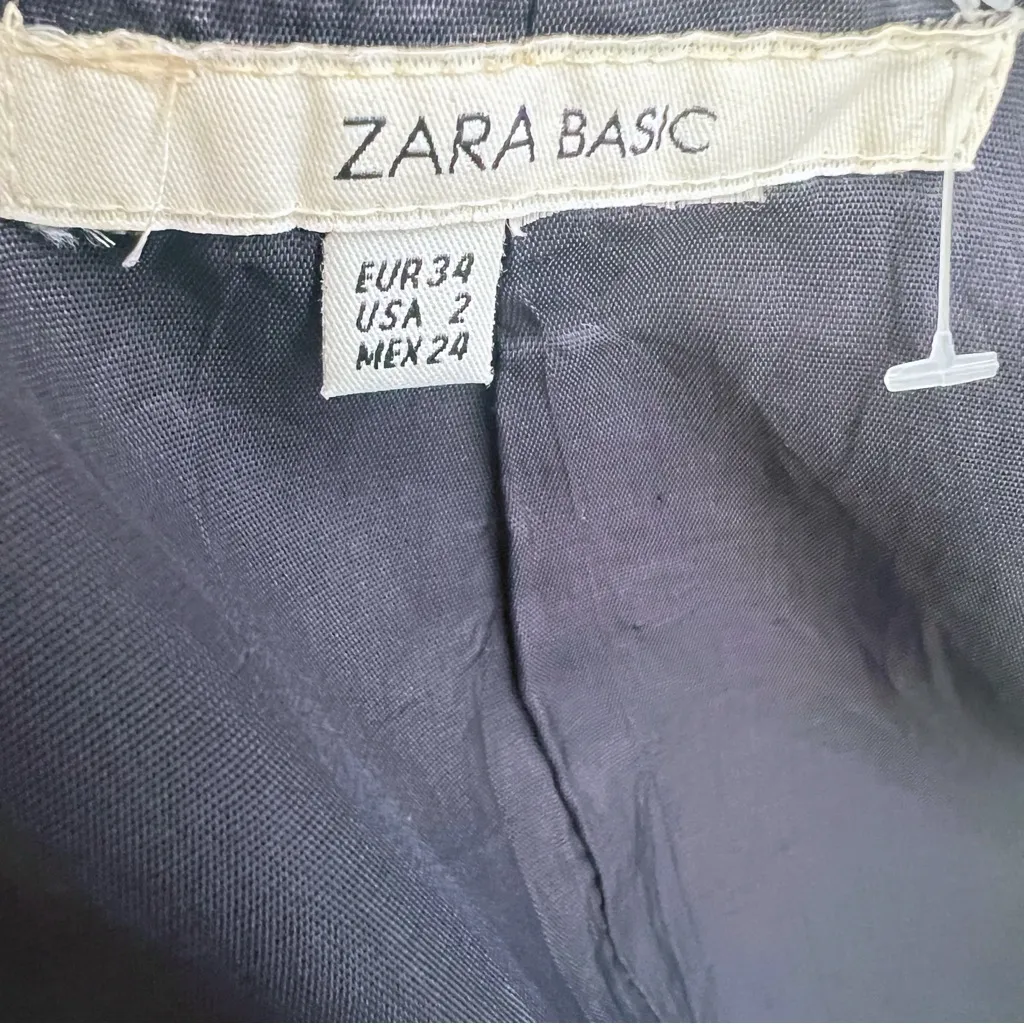 ZARA BASIC
EUR 34
USA 2
MEX 24